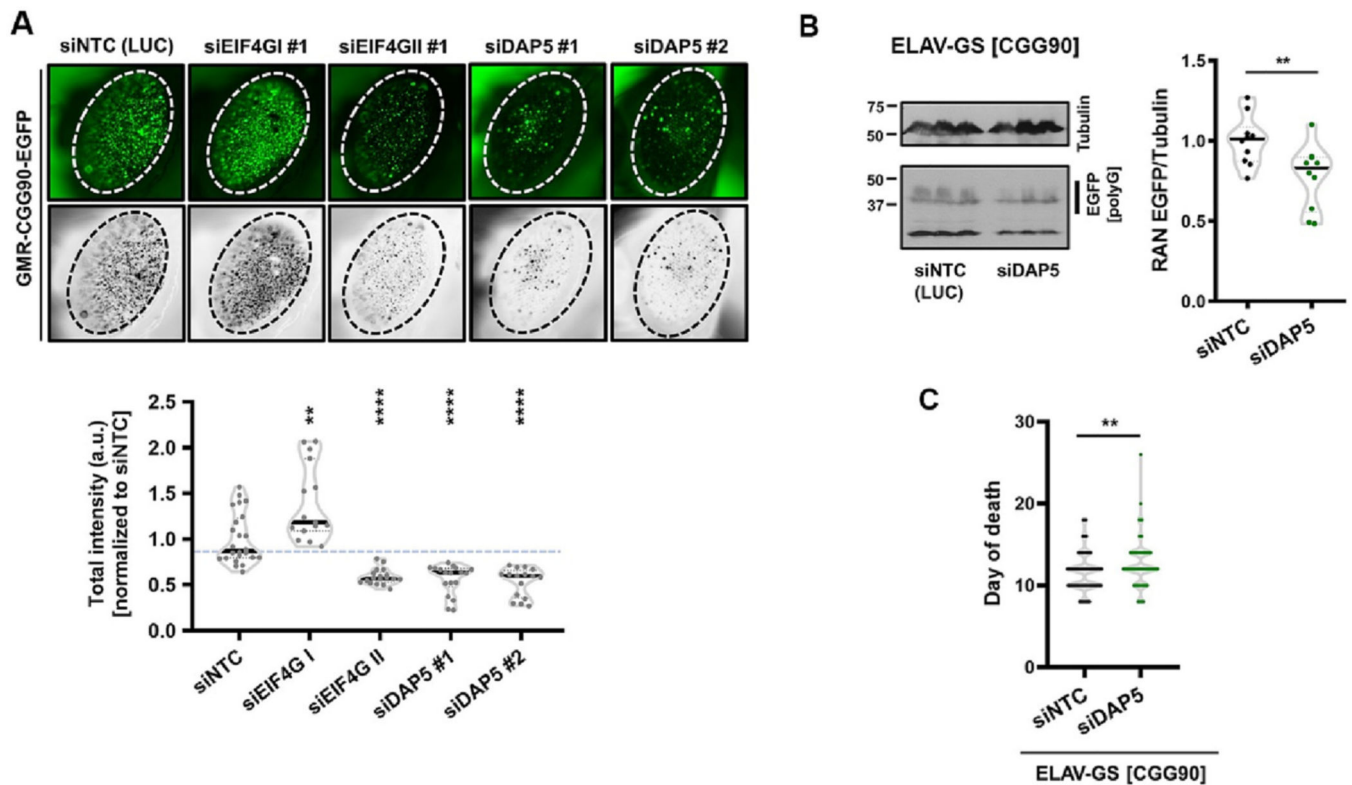 A
siNTC (LUC) siEIF4GI #1 siEIF4GII #1 siDAP5 #1 siDAP5 #2
GMR-CGG90-EGFP
Total intensity (a.u.)
[normalized to siNTC]
2.5
2.0
1.5
1.0
0.5
0.0
** **** **** ****
siNTC siEIF4G I siEIF4G II siDAP5 #1 siDAP5 #2
B
ELAV-GS [CGG90]
75
50
Tubulin
50
37
EGFP
[polyG]
siNTC
(LUC)
siDAP5
RAN EGFP/Tubulin
1.5
1.0
0.5
0.0
**
siNTC siDAP5
C
Day of death
30
20
10
0
**
siNTC siDAP5
ELAV-GS [CGG90]